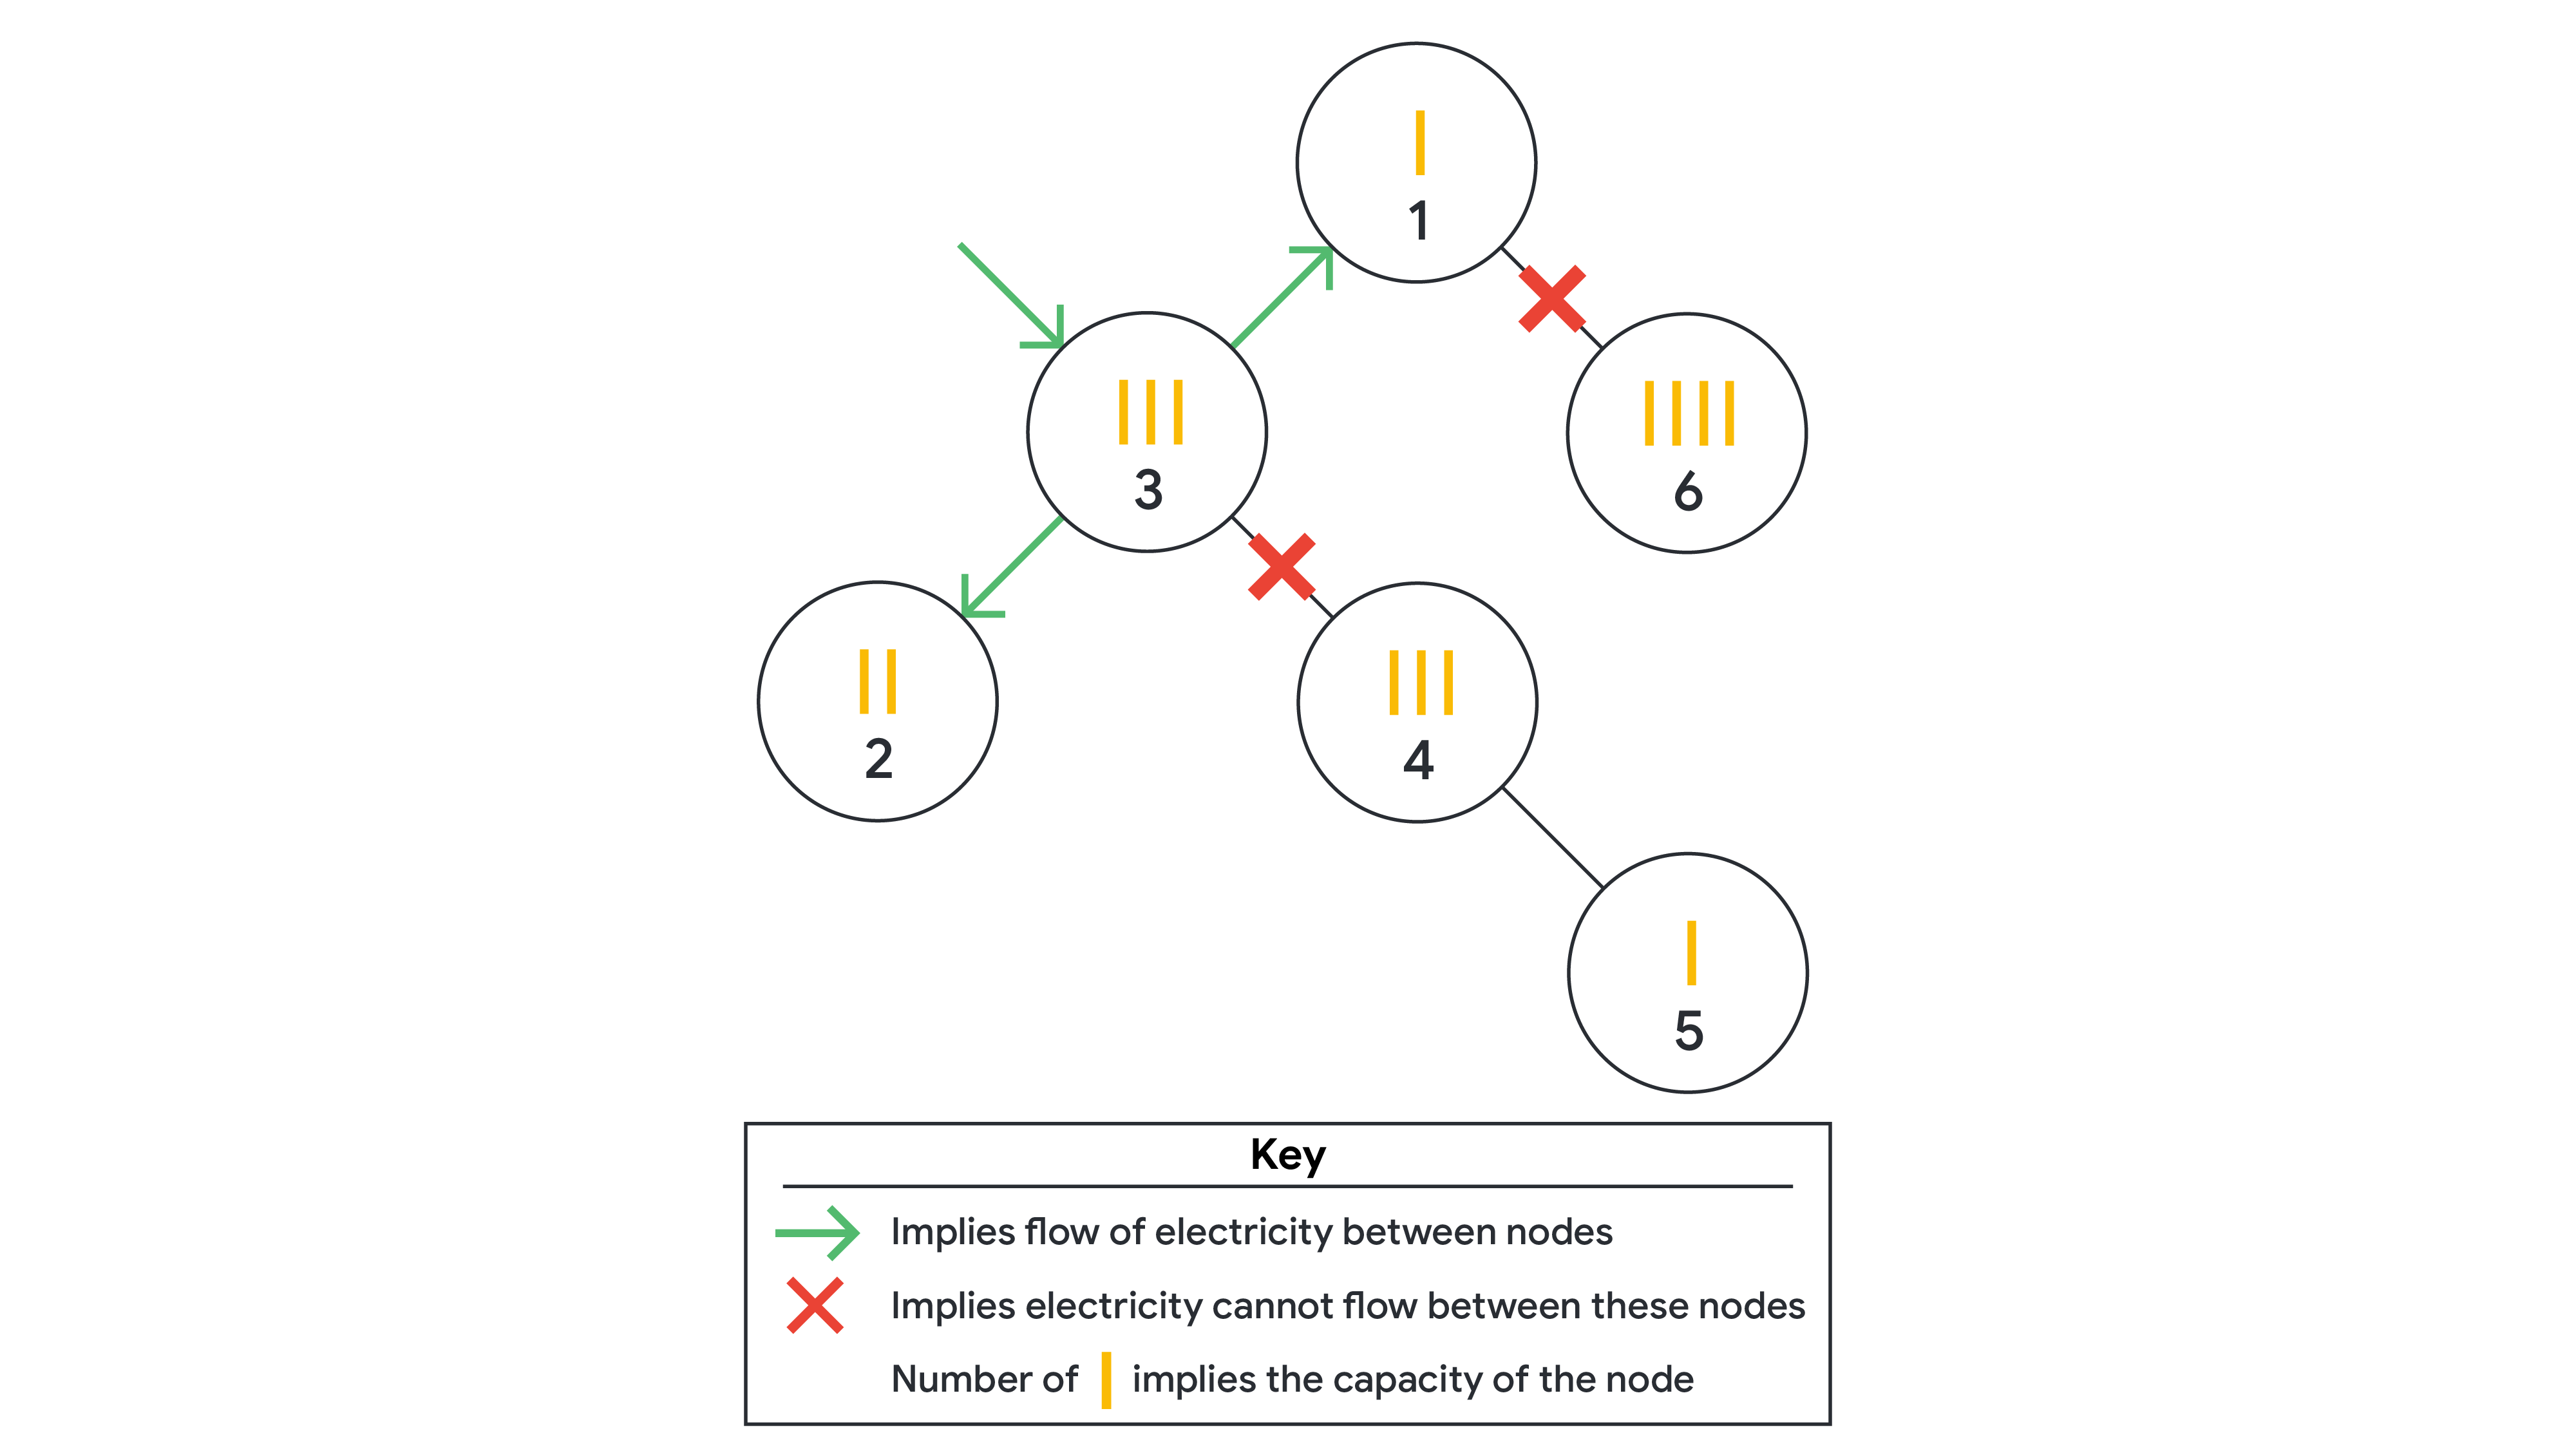 1
3
6
2
4
5
Key
Implies flow of electricity between nodes
Implies electricity cannot flow between these nodes
Number of implies the capacity of the node